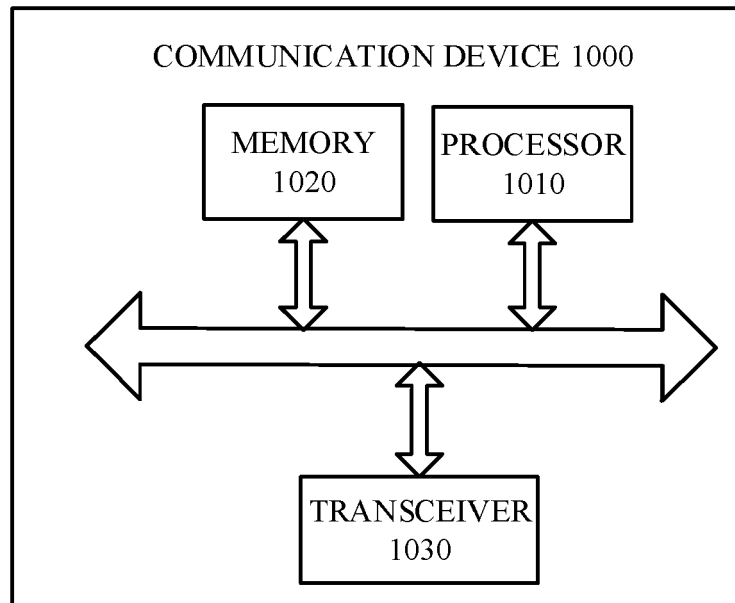 COMMUNICATION DEVICE 1000
MEMORY
1020
PROCESSOR
1010
TRANSCEIVER
1030